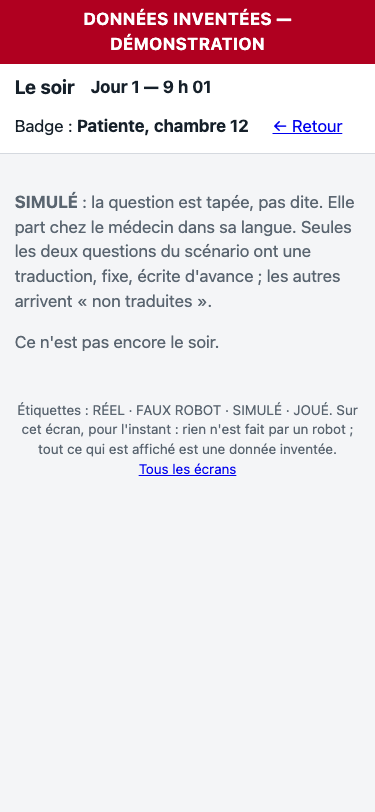 DONNÉES INVENTÉES —
DÉMONSTRATION
Le soir Jour 1 — 9 h 01
Badge : Patiente, chambre 12 ← Retour
SIMULÉ : la question est tapée, pas dite. Elle
part chez le médecin dans sa langue. Seules
les deux questions du scénario ont une
traduction, fixe, écrite d'avance ; les autres
arrivent « non traduites ».
Ce n'est pas encore le soir.
Étiquettes : RÉEL · FAUX ROBOT · SIMULÉ · JOUÉ. Sur
cet écran, pour l'instant : rien n'est fait par un robot ;
tout ce qui est affiché est une donnée inventée.
Tous les écrans